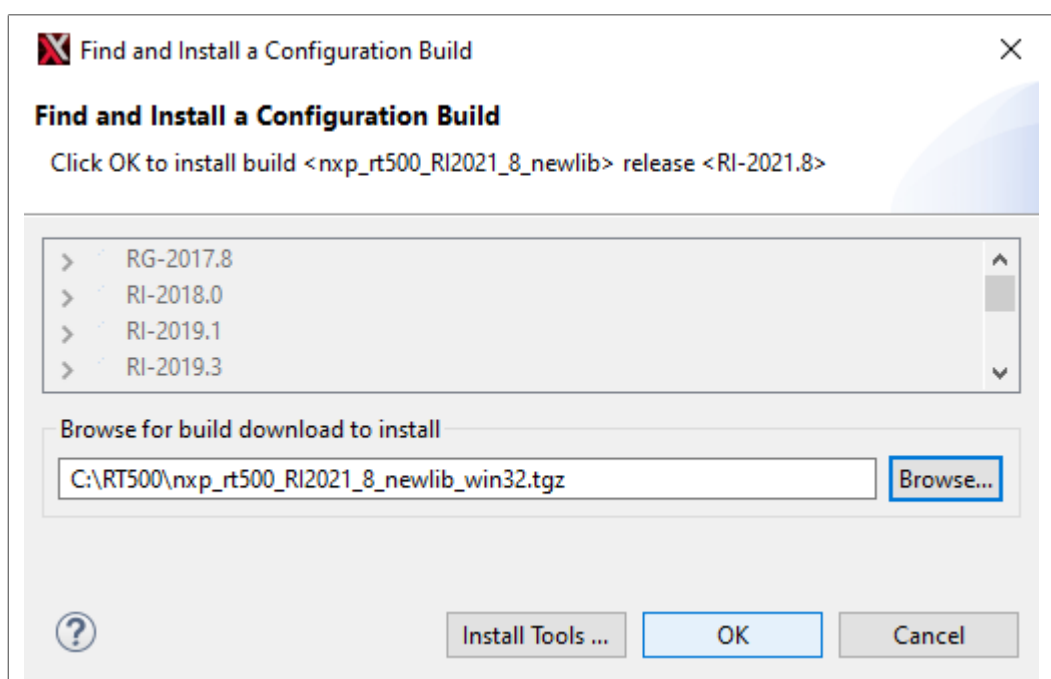 Find and Install a Configuration Build
Find and Install a Configuration Build
Click OK to install build <nxp_rt500_RI2021_8_newlib> release <RI-2021.8>
RG-2017.8
RI-2018.0
RI-2019.1
RI-2019.3
Browse for build download to install
C:\RT500\nxp_rt500_RI2021_8_newlib_win32.tgz
Browse...
Install Tools ...
OK
Cancel